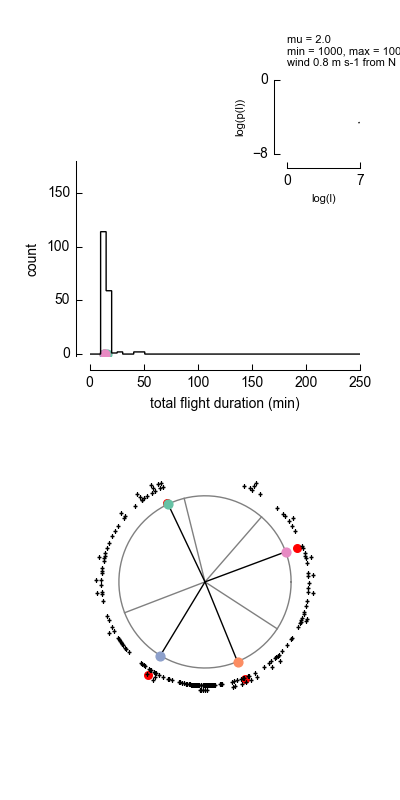 mu = 2.0
min = 1000, max = 100
wind 0.8 m s-1 from N
0
log(p(l))
−8
0 7
log(l)
150
100
50
0
count
0 50 100 150 200 250
total flight duration (min)